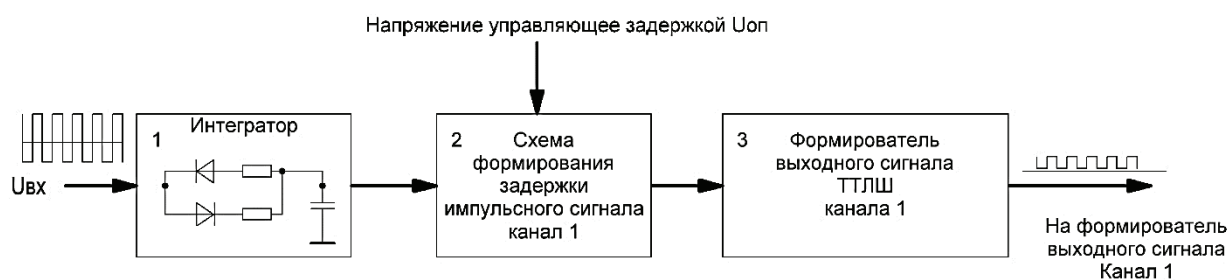 Напряжение управляющее задержкой Uоп
Uвх
1
Интегратор
2
Схема
формирования
задержки
импульсного сигнала
канал 1
3
Формирователь
выходного сигнала
ТТЛШ
канала 1
На формирователь
выходного сигнала
Канал 1